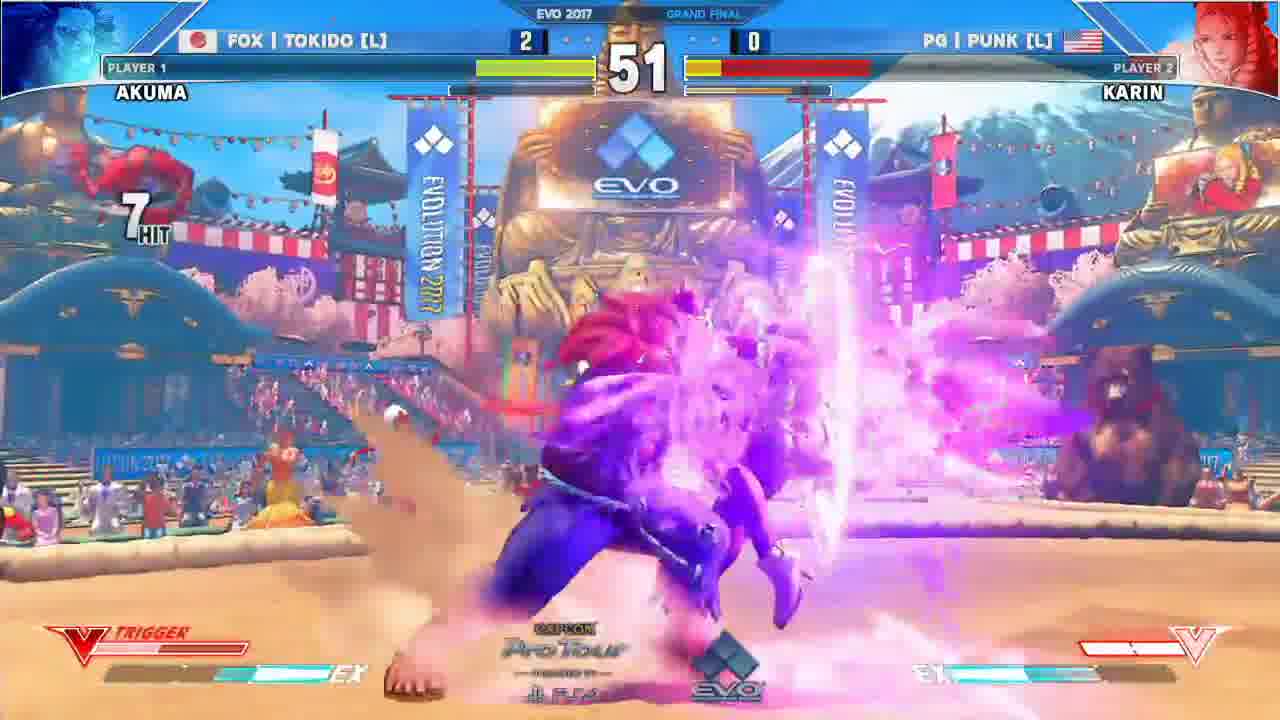 EVO 2017
GRAND FINAL
FOX | TOKIDO [L]
2
0
PG | PUNK [L]
PLAYER 1
51
PLAYER 2
AKUMA
KARIN
EVO
EVOLUTION 2017
7 HIT
TRIGGER
EX
EX
CAPCOM
Pro Tour
PS4
EVO